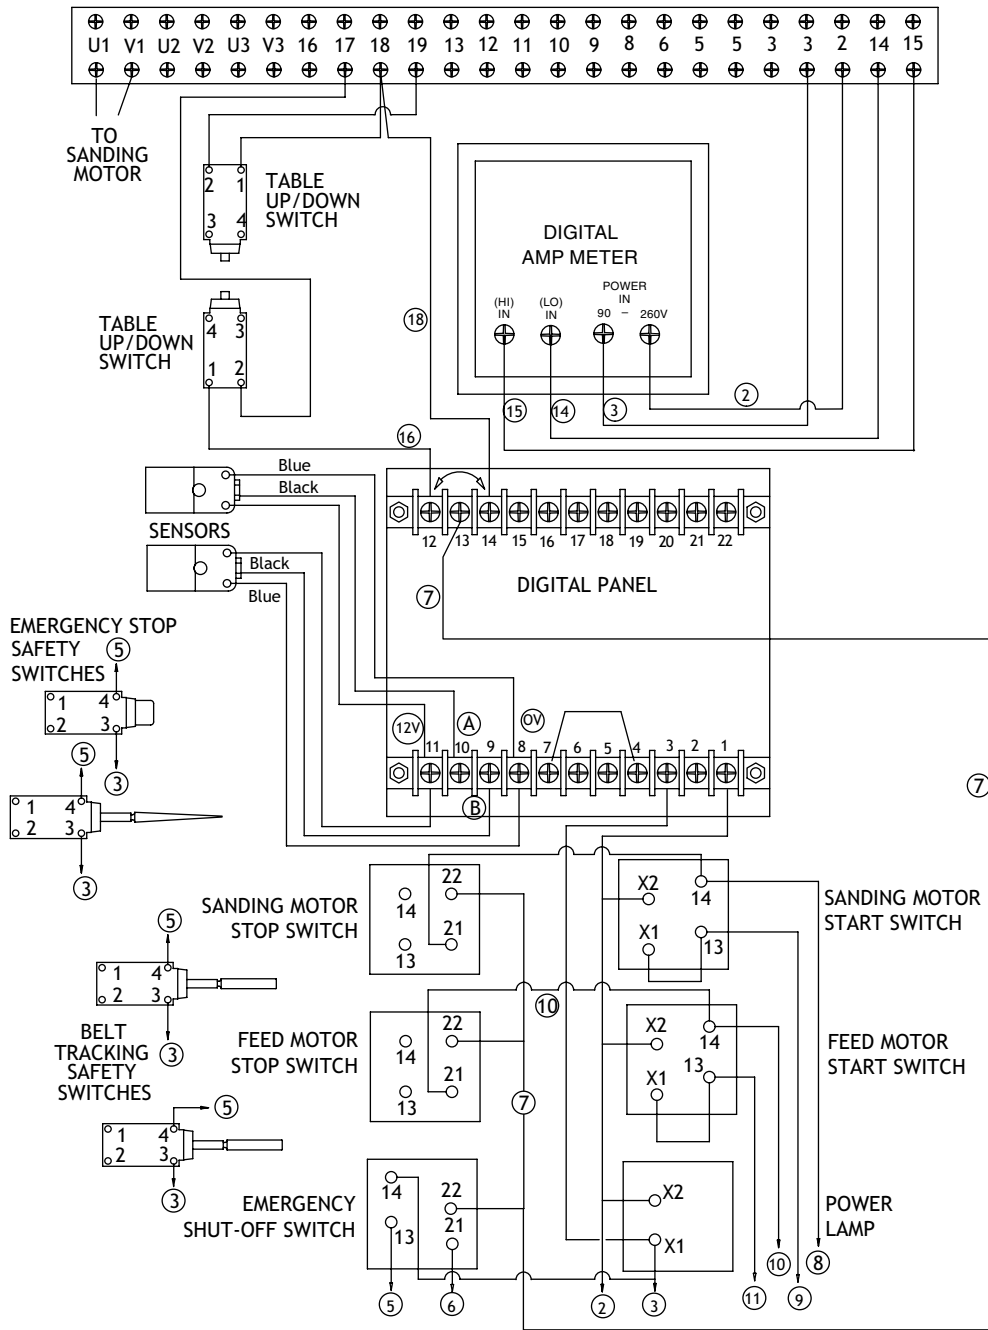 U1 V1 U2 V2 U3 V3 16 17 18 19 13 12 11 10 9 8 6 5 5 3 3 2 14 15
TO
SANDING
MOTOR
2 1
3 4
TABLE
UP/DOWN
SWITCH
TABLE
UP/DOWN
SWITCH
4 3
1 2
DIGITAL
AMP METER
(HI)
IN
(LO)
IN
POWER
IN
90 – 260V
18
15 14 3 2
16
Blue
Black
SENSORS
Black
Blue
12 13 14 15 16 17 18 19 20 21 22
DIGITAL PANEL
7
12V A 0V
11 10 9 8 7 6 5 4 3 2 1
B
7
EMERGENCY STOP
SAFETY
SWITCHES
5
1 4
2 3
3
5
1 4
2 3
3
SANDING MOTOR
STOP SWITCH
22
14
21
13
X2
14
X1
13
SANDING MOTOR
START SWITCH
5
1 4
2 3
3
BELT
TRACKING
SAFETY
SWITCHES
10
FEED MOTOR
STOP SWITCH
22
14
21
13
X2
14
X1 13
FEED MOTOR
START SWITCH
7
5
1 4
2 3
3
EMERGENCY
SHUT-OFF SWITCH
14
22
13 21
X2
X1
POWER
LAMP
5 6 2 3 11 10 9 8